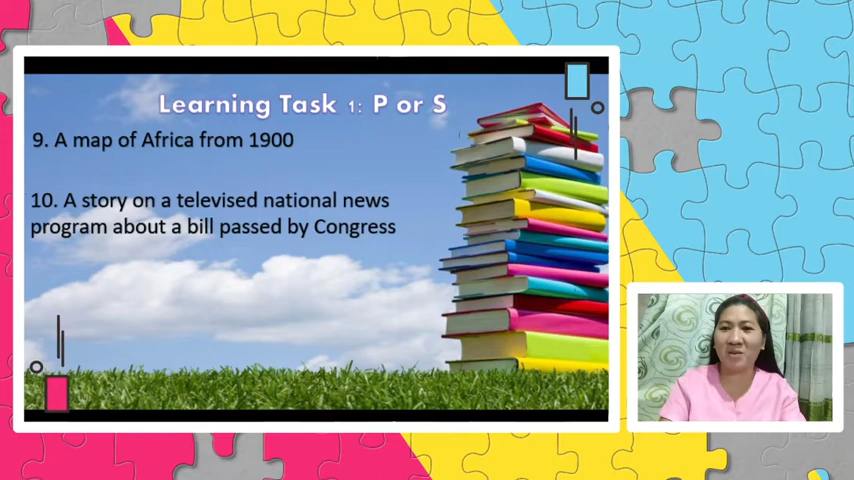 Learning Task 1: P or S
9. A map of Africa from 1900
10. A story on a televised national news
program about a bill passed by Congress